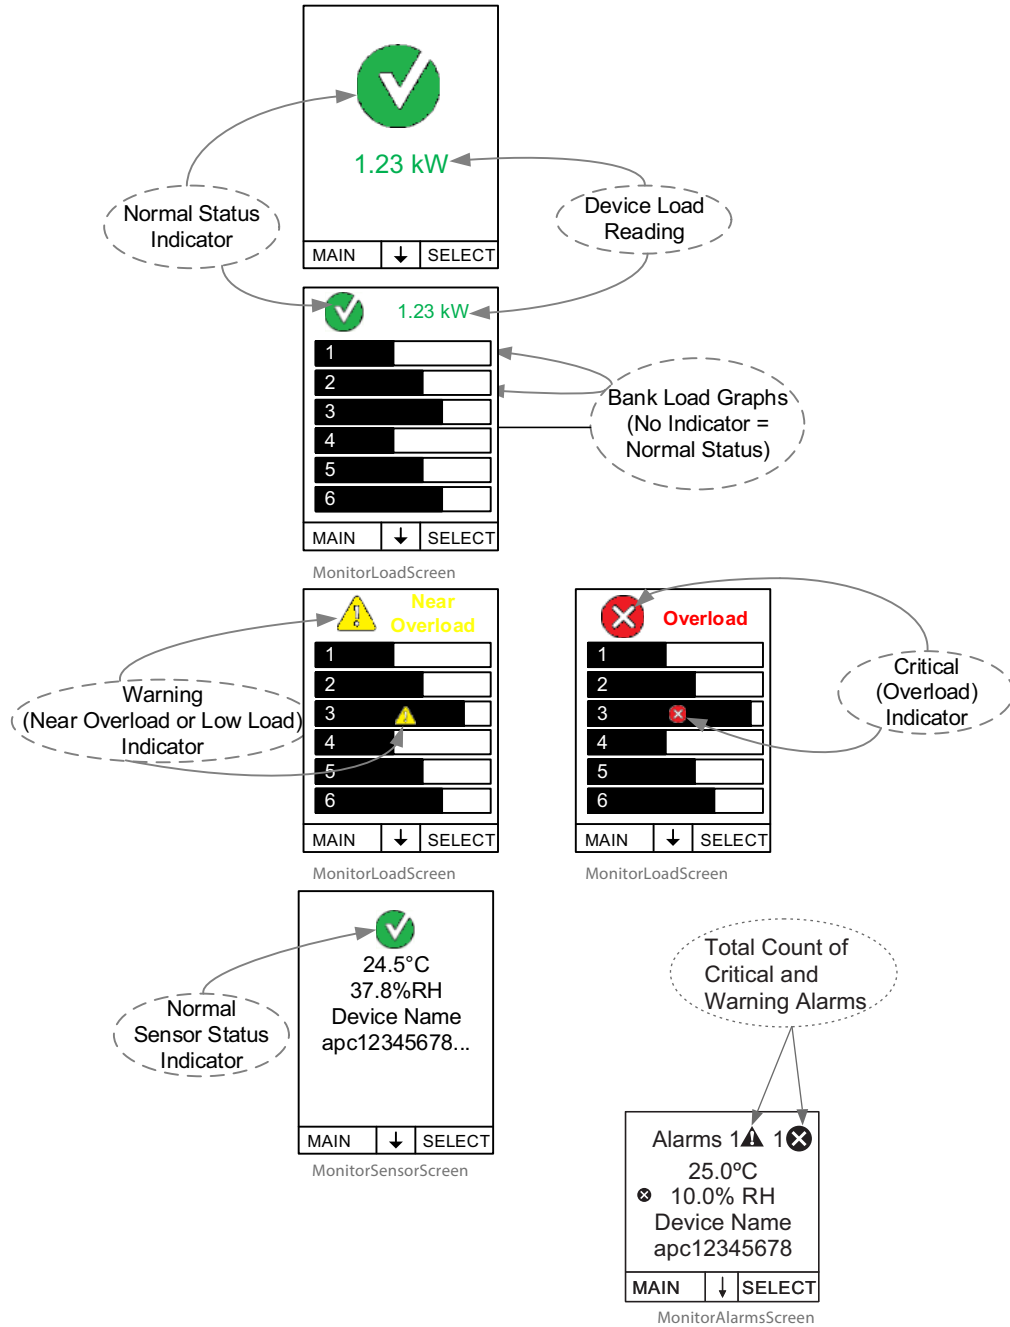 1.23 kW
Normal Status
Indicator
Device Load
Reading
MAIN
SELECT
1.23 kW
1
2
3
4
5
6
Bank Load Graphs
(No Indicator =
Normal Status)
MAIN
SELECT
MonitorLoadScreen
Near
Overload
1
2
3
4
5
6
Warning
(Near Overload or Low Load)
Indicator
MAIN
SELECT
MonitorLoadScreen
Overload
1
2
3
4
5
6
Critical
(Overload)
Indicator
MAIN
SELECT
MonitorLoadScreen
24.5°C
37.8%RH
Device Name
apc12345678...
Normal
Sensor Status
Indicator
MAIN
SELECT
MonitorSensorScreen
Total Count of
Critical and
Warning Alarms
Alarms 1 1
25.0ºC
10.0% RH
Device Name
apc12345678
MAIN
SELECT
MonitorAlarmsScreen